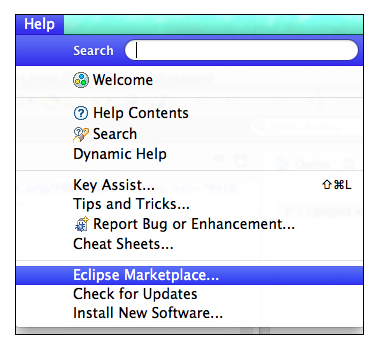 Help
Search
Welcome
Help Contents
Search
Dynamic Help
Key Assist... ⇧⌘L
Tips and Tricks...
Report Bug or Enhancement...
Cheat Sheets...
Eclipse Marketplace...
Check for Updates
Install New Software...